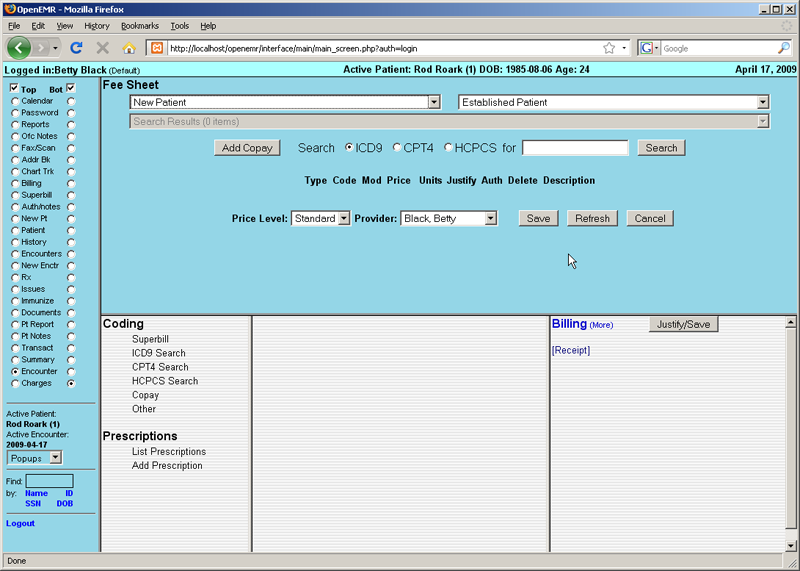 OpenEMR - Mozilla Firefox
File Edit View History Bookmarks Tools Help
http://localhost/openemr/interface/main/main_screen.php?auth=login
Google
Logged in:Betty Black (Default) Active Patient: Rod Roark (1) DOB: 1985-08-06 Age: 24 April 17, 2009
Top Bot
Calendar
Password
Reports
Ofc Notes
Fax/Scan
Addr Bk
Chart Trk
Billing
Superbill
Auth/notes
New Pt
Patient
History
Encounters
New Enctr
Rx
Issues
Immunize
Documents
Pt Report
Pt Notes
Transact
Summary
Encounter
Charges
Active Patient:
Rod Roark (1)
Active Encounter:
2009-04-17
Popups
Find:
by: Name ID
SSN DOB
Logout
Fee Sheet
New Patient Established Patient
Search Results (0 items)
Add Copay Search ICD9 CPT4 HCPCS for Search
Type Code Mod Price Units Justify Auth Delete Description
Price Level: Standard Provider: Black, Betty Save Refresh Cancel
Coding
Superbill
ICD9 Search
CPT4 Search
HCPCS Search
Copay
Other
Prescriptions
List Prescriptions
Add Prescription
Billing (More) Justify/Save
[Receipt]
Done